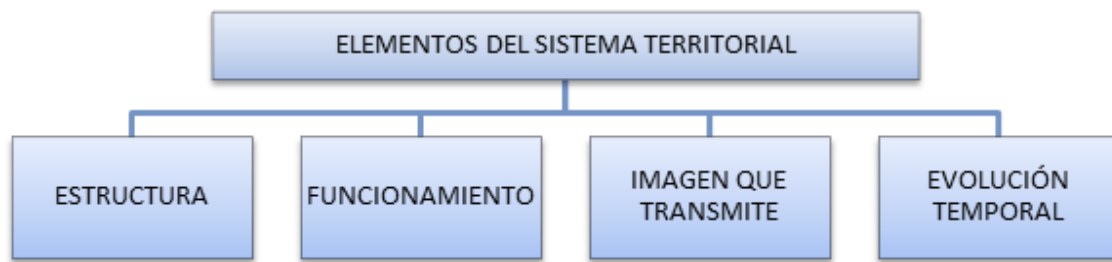 ELEMENTOS DEL SISTEMA TERRITORIAL
ESTRUCTURA
FUNCIONAMIENTO
IMAGEN QUE
TRANSMITE
EVOLUCIÓN
TEMPORAL